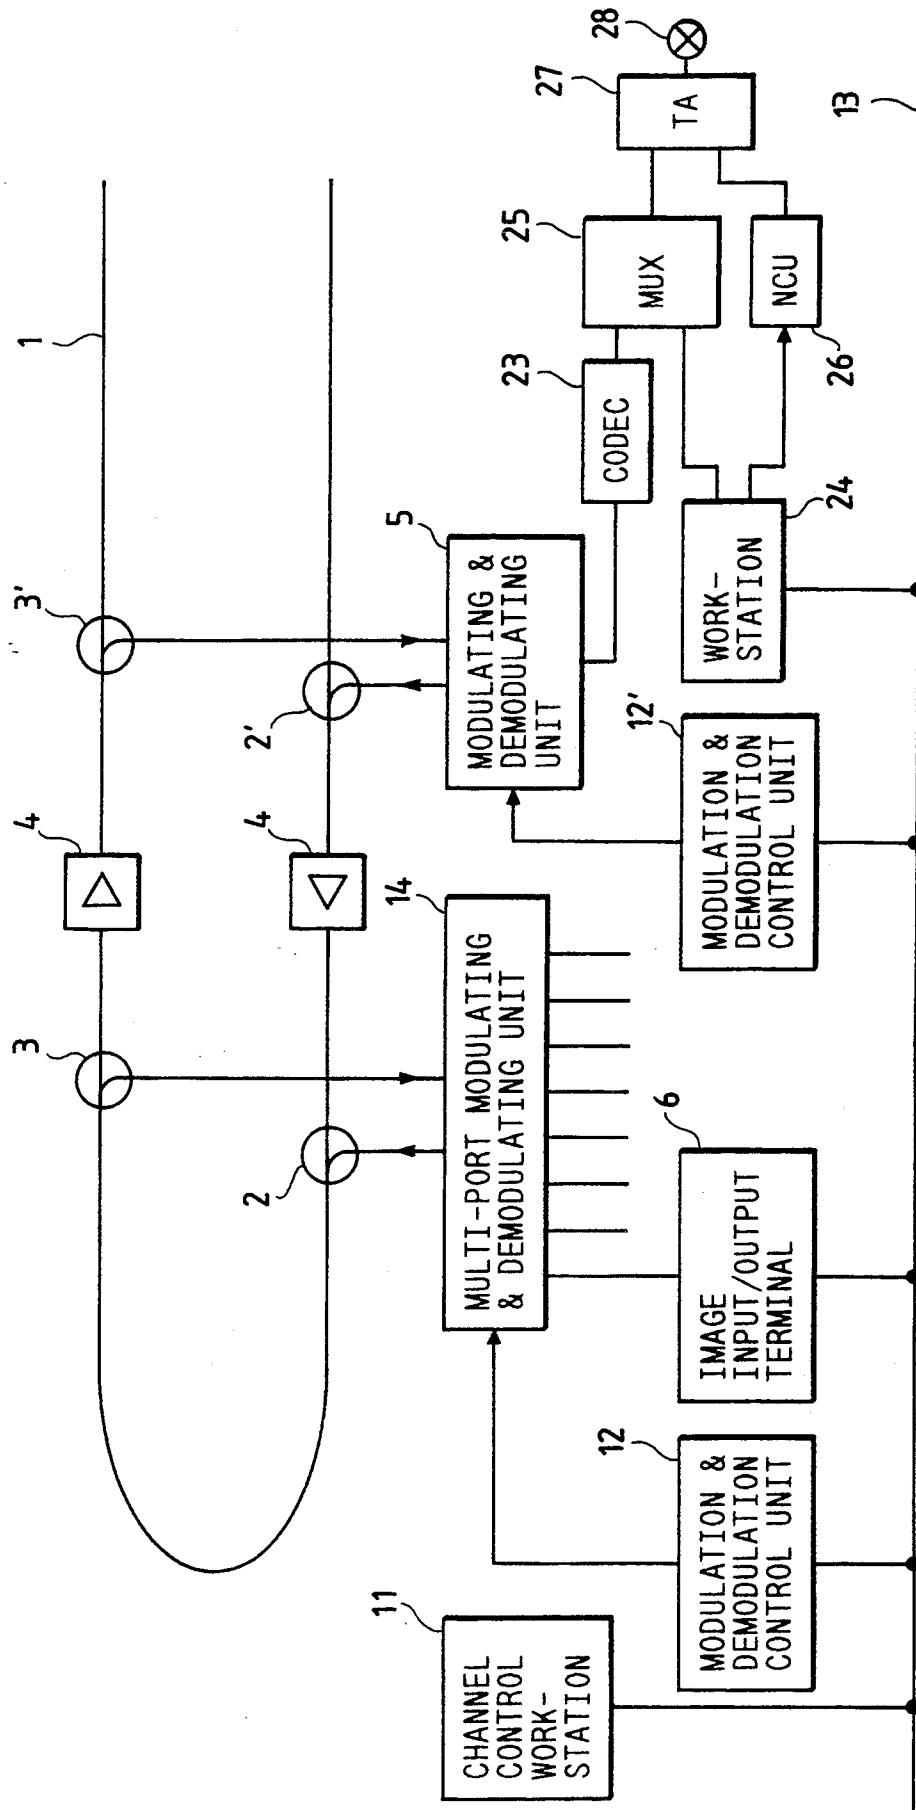 1
3
4
3'
2
4
2'
14
MULTI-PORT MODULATING
& DEMODULATING UNIT
5
MODULATING &
DEMODULATING
UNIT
23
CODEC
25
MUX
27
TA
28
11
CHANNEL
CONTROL
WORK-
STATION
12
MODULATION &
DEMODULATION
CONTROL UNIT
6
IMAGE
INPUT/OUTPUT
TERMINAL
12'
MODULATION &
DEMODULATION
CONTROL UNIT
24
WORK-
STATION
26
NCU
13